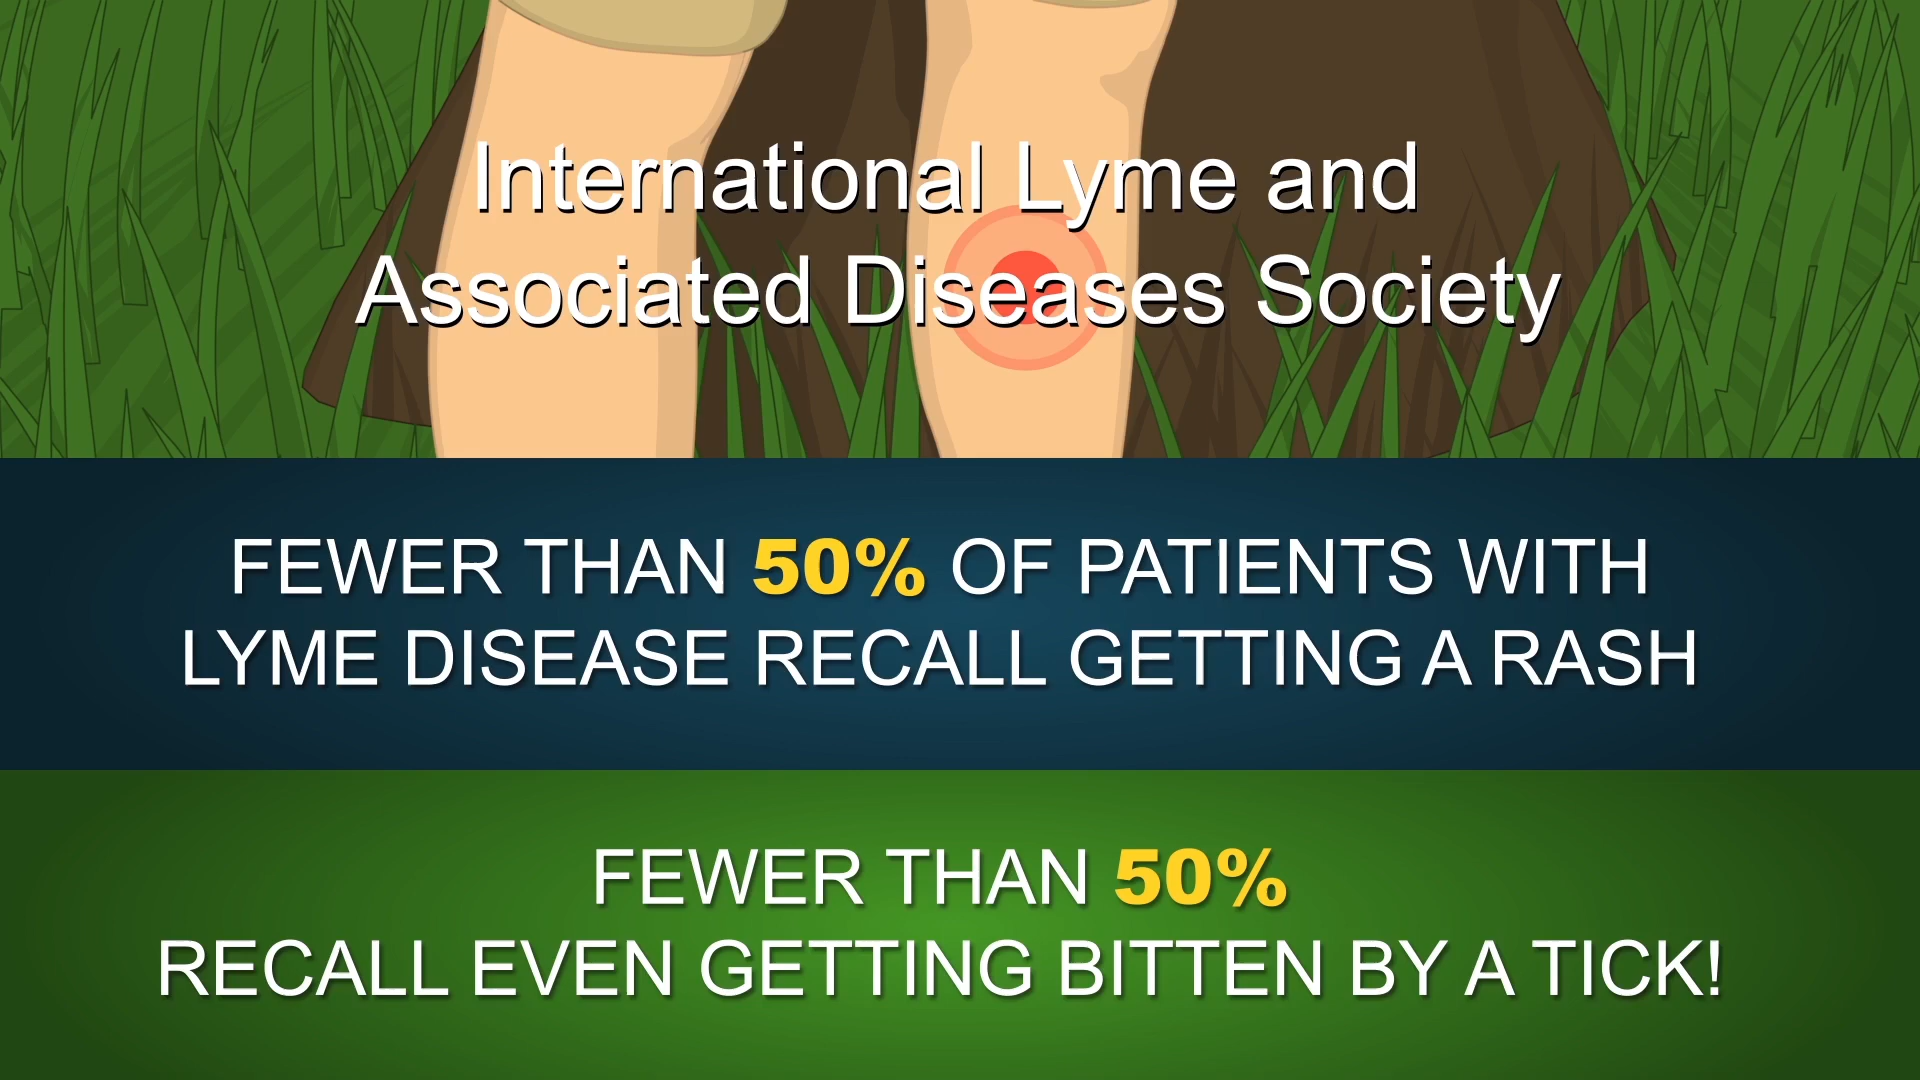 International Lyme and
Associated Diseases Society
FEWER THAN 50% OF PATIENTS WITH
LYME DISEASE RECALL GETTING A RASH
FEWER THAN 50%
RECALL EVEN GETTING BITTEN BY A TICK!